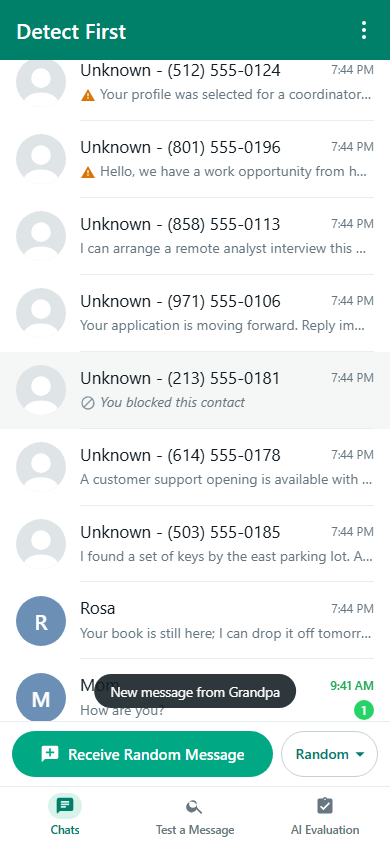 Detect First
Unknown - (512) 555-0124 7:44 PM
Your profile was selected for a coordinator...
Unknown - (801) 555-0196 7:44 PM
Hello, we have a work opportunity from h...
Unknown - (858) 555-0113 7:44 PM
I can arrange a remote analyst interview this ...
Unknown - (971) 555-0106 7:44 PM
Your application is moving forward. Reply im...
Unknown - (213) 555-0181 7:44 PM
You blocked this contact
Unknown - (614) 555-0178 7:44 PM
A customer support opening is available with ...
Unknown - (503) 555-0185 7:44 PM
I found a set of keys by the east parking lot. A...
R
Rosa 7:44 PM
Your book is still here; I can drop it off tomorr...
M
Mom 9:41 AM
New message from Grandpa
How are you? 1
Receive Random Message Random
Chats Test a Message AI Evaluation